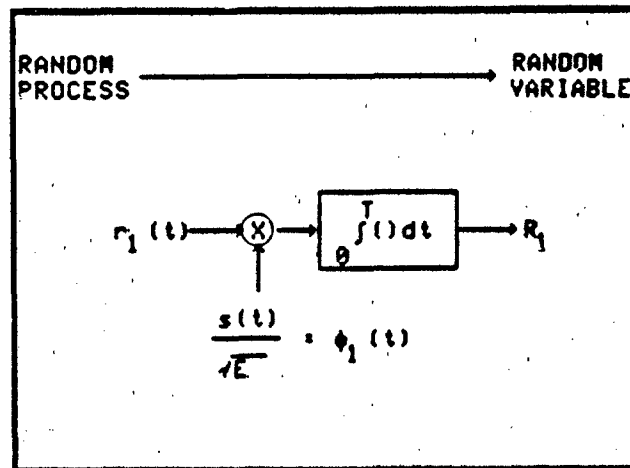 RANDOM PROCESS → RANDOM VARIABLE
r₁(t) → X → ∫₀ᵀ()dt → R₁
s(t)/√E = φ₁(t)